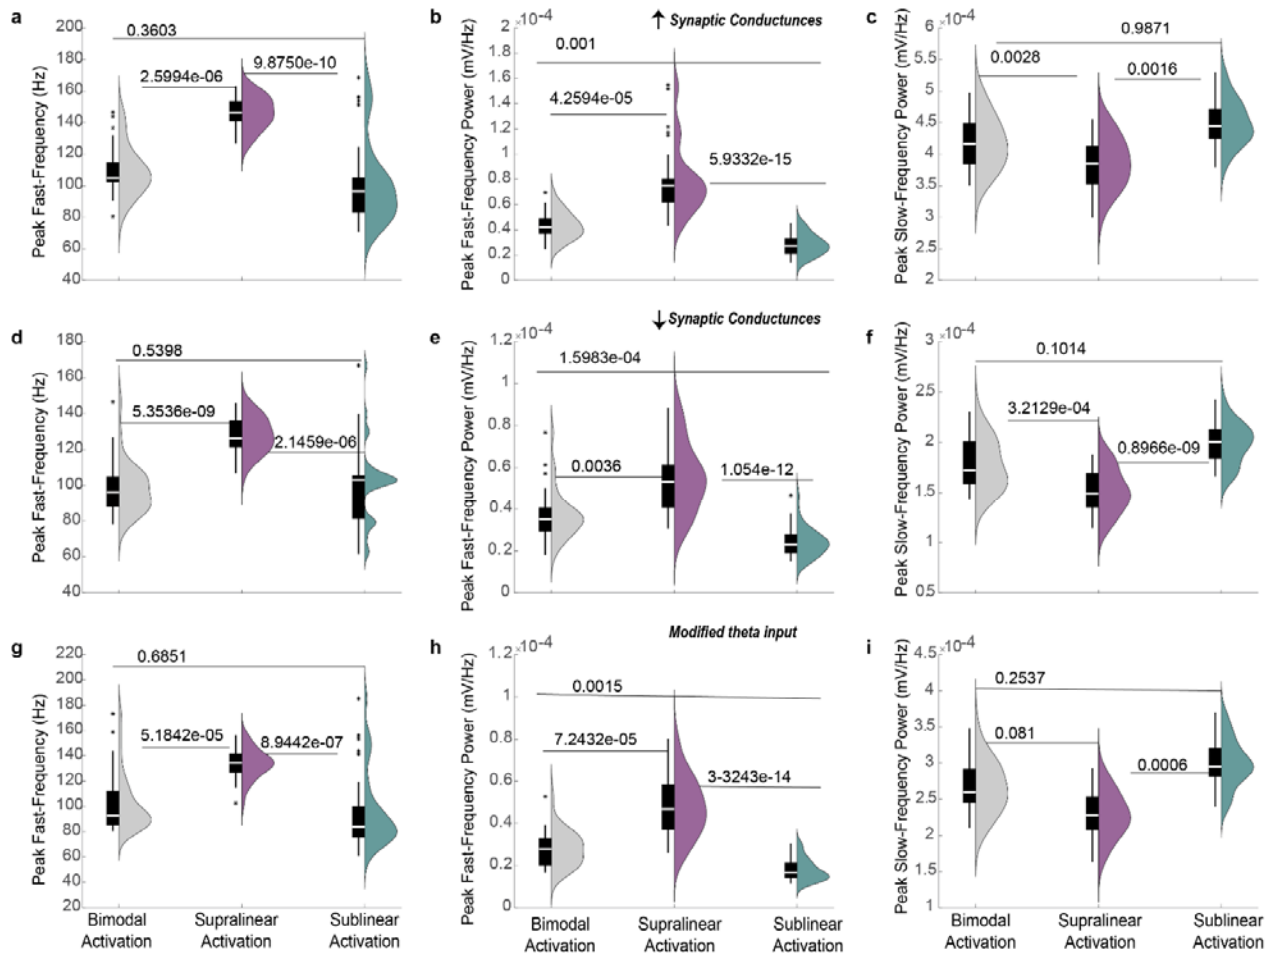 a
b
↑ Synaptic Conductunces
c
Peak Fast-Frequency (Hz)
200
180
160
140
120
100
80
60
40
0.3603
2.5994e-06
9.8750e-10
Peak Fast-Frequency Power (mV/Hz)
×10-4
2
1.8
1.6
1.4
1.2
1
0.8
0.6
0.4
0.2
0
0.001
4.2594e-05
5.9332e-15
Peak Slow-Frequency Power (mV/Hz)
×10-4
6
5.5
5
4.5
4
3.5
3
2.5
2
0.9871
0.0028
0.0016
d
e
↓ Synaptic Conductunces
f
Peak Fast-Frequency (Hz)
180
160
140
120
100
80
60
40
0.5398
5.3536e-09
2.1459e-06
Peak Fast-Frequency Power (mV/Hz)
×10-4
1.2
1
0.8
0.6
0.4
0.2
0
1.5983e-04
0.0036
1.054e-12
Peak Slow-Frequency Power (mV/Hz)
×10-4
3
2.5
2
1.5
1
0.5
0.1014
3.2129e-04
0.8966e-09
g
h
Modified theta input
i
Peak Fast-Frequency (Hz)
220
200
180
160
140
120
100
80
60
40
20
0.6851
5.1842e-05
8.9442e-07
Bimodal
Activation
Supralinear
Activation
Sublinear
Activation
Peak Fast-Frequency Power (mV/Hz)
×10-4
1.2
1
0.8
0.6
0.4
0.2
0
0.0015
7.2432e-05
3-3243e-14
Bimodal
Activation
Supralinear
Activation
Sublinear
Activation
Peak Slow-Frequency Power (mV/Hz)
×10-4
4.5
4
3.5
3
2.5
2
1.5
1
0.2537
0.081
0.0006
Bimodal
Activation
Supralinear
Activation
Sublinear
Activation